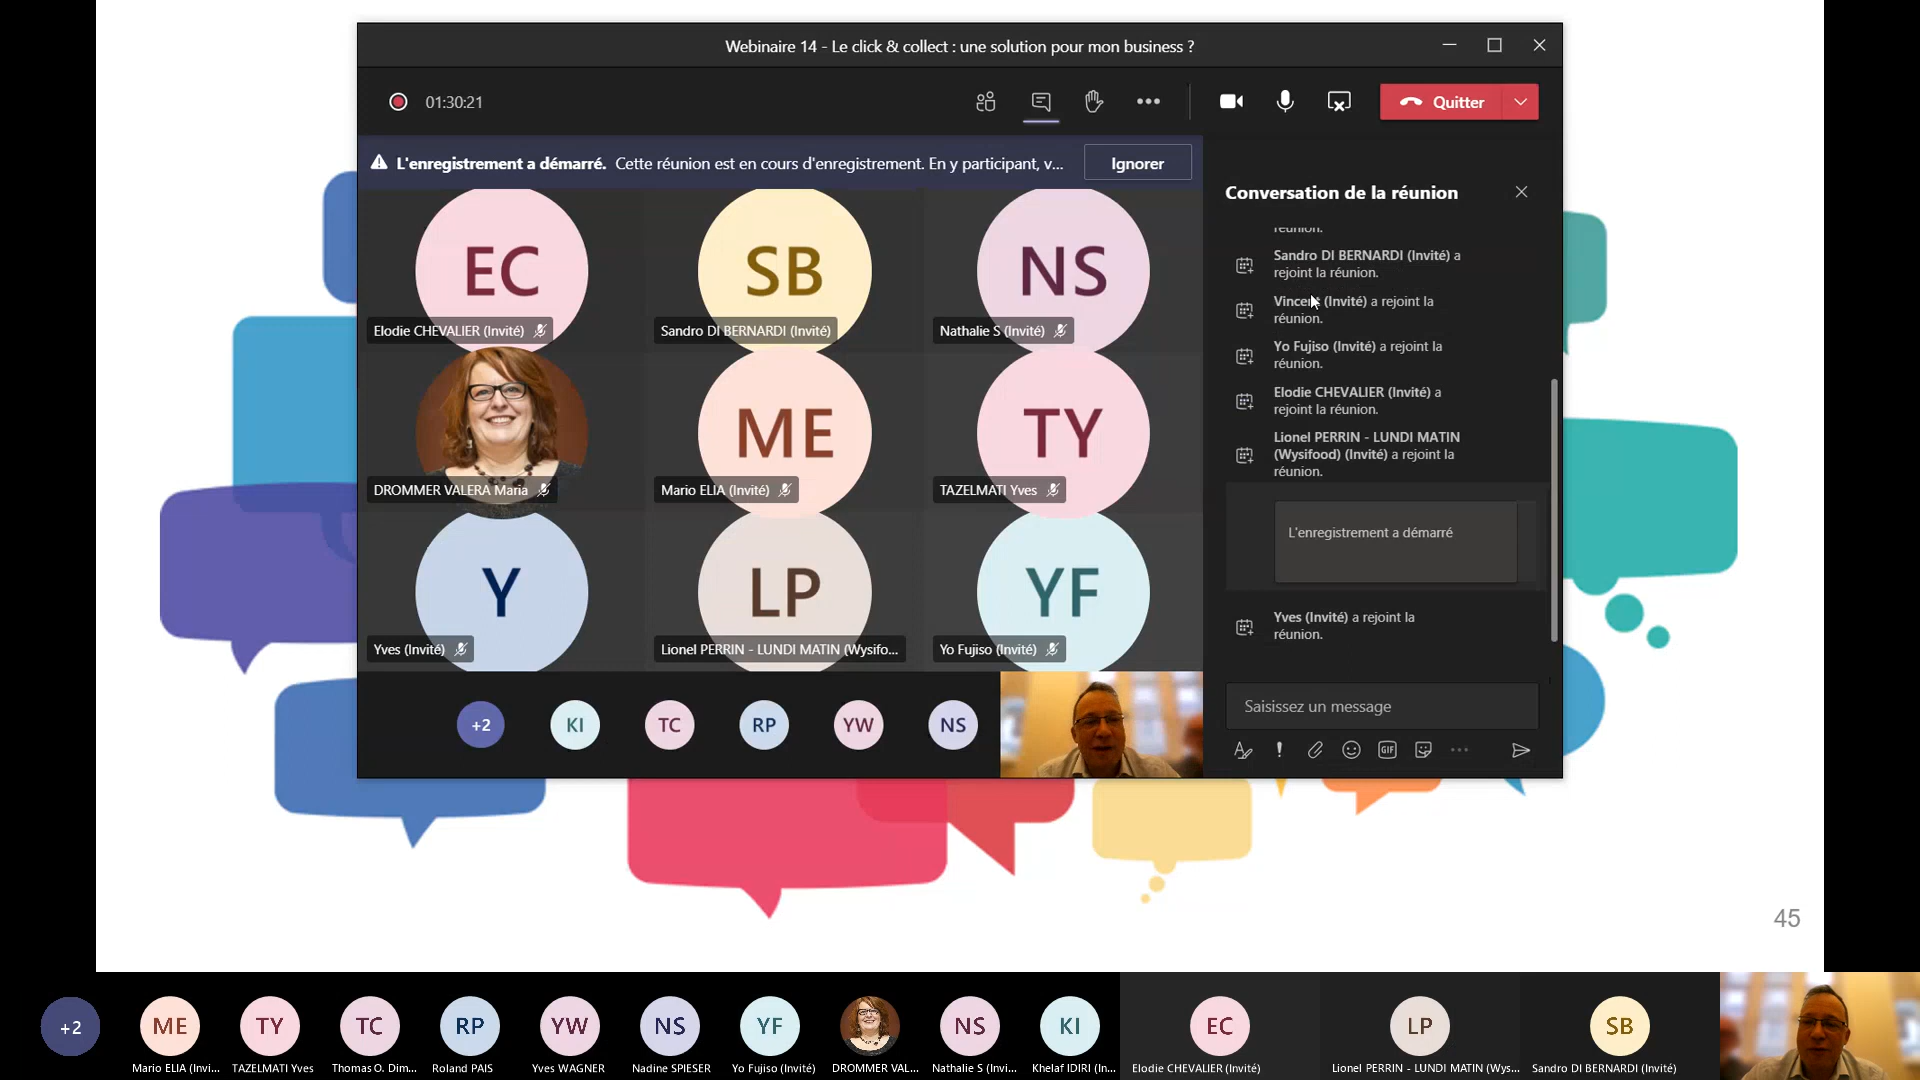 Webinaire 14 - Le click & collect : une solution pour mon business ?
01:30:21
Quitter
L'enregistrement a démarré. Cette réunion est en cours d'enregistrement. En y participant, v...
Ignorer
EC
SB
NS
Elodie CHEVALIER (Invité)
Sandro DI BERNARDI (Invité)
Nathalie S (Invité)
ME
TY
DROMMER VALERA Maria
Mario ELIA (Invité)
TAZELMATI Yves
Y
LP
YF
Yves (Invité)
Lionel PERRIN - LUNDI MATIN (Wysifo...
Yo Fujiso (Invité)
+2
KI
TC
RP
YW
NS
Conversation de la réunion
réunion.
Sandro DI BERNARDI (Invité) a
rejoint la réunion.
Vincent (Invité) a rejoint la
réunion.
Yo Fujiso (Invité) a rejoint la
réunion.
Elodie CHEVALIER (Invité) a
rejoint la réunion.
Lionel PERRIN - LUNDI MATIN
(Wysifood) (Invité) a rejoint la
réunion.
L'enregistrement a démarré
Yves (Invité) a rejoint la
réunion.
Saisissez un message
GIF
45
+2
ME
TY
TC
RP
YW
NS
YF
NS
KI
EC
LP
SB
Mario ELIA (Invi...
TAZELMATI Yves
Thomas O. Dim...
Roland PAIS
Yves WAGNER
Nadine SPIESER
Yo Fujiso (Invité)
DROMMER VAL...
Nathalie S (Invi...
Khelaf IDIRI (In...
Elodie CHEVALIER (Invité)
Lionel PERRIN - LUNDI MATIN (Wys...
Sandro DI BERNARDI (Invité)